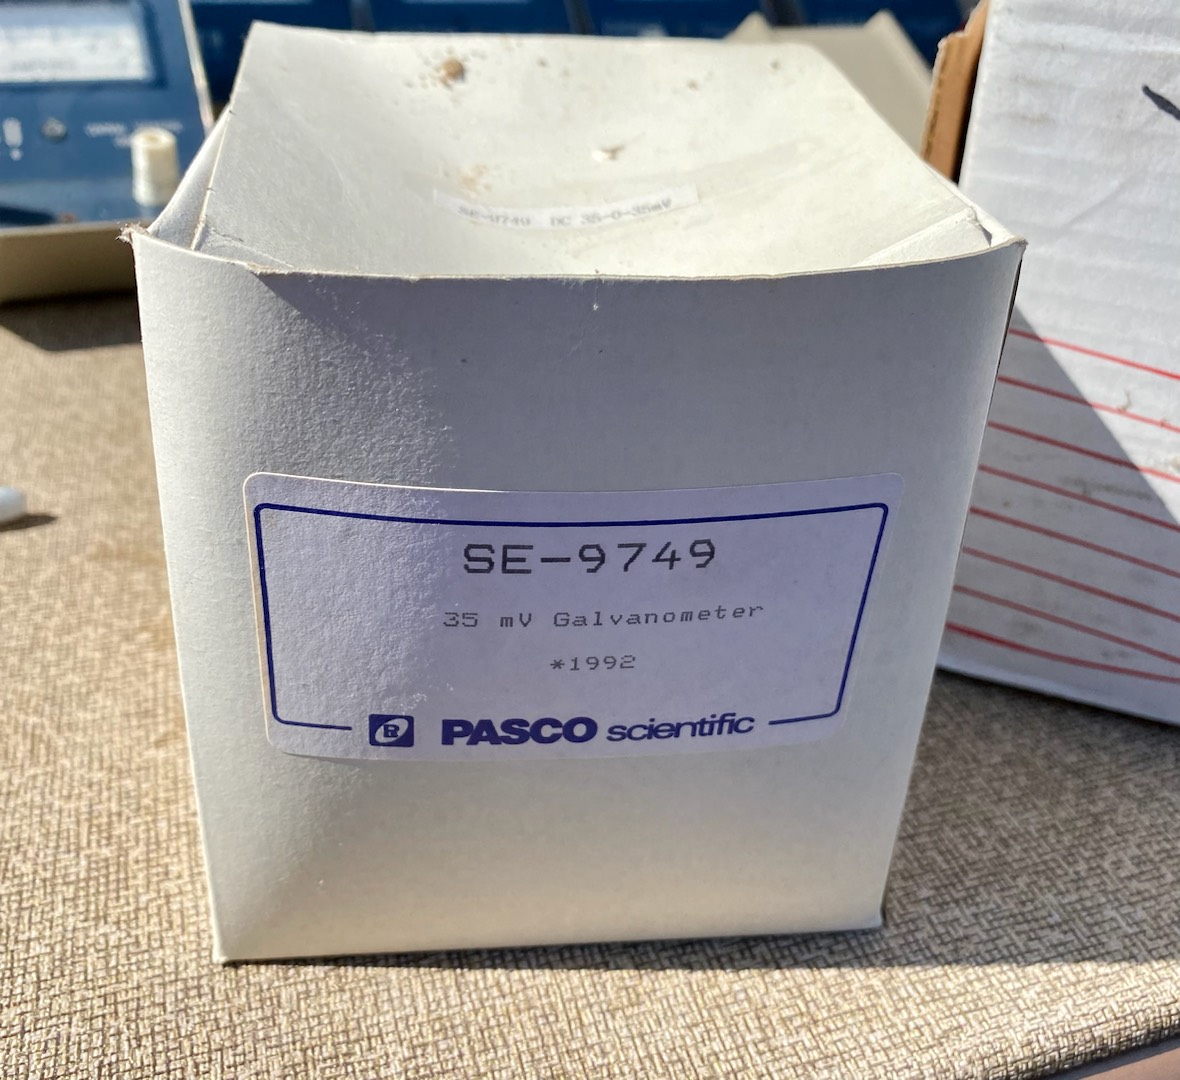 SE-9749 DC 35-0-35mV
SE-9749
35 mV Galvanometer
*1992
PASCO scientific